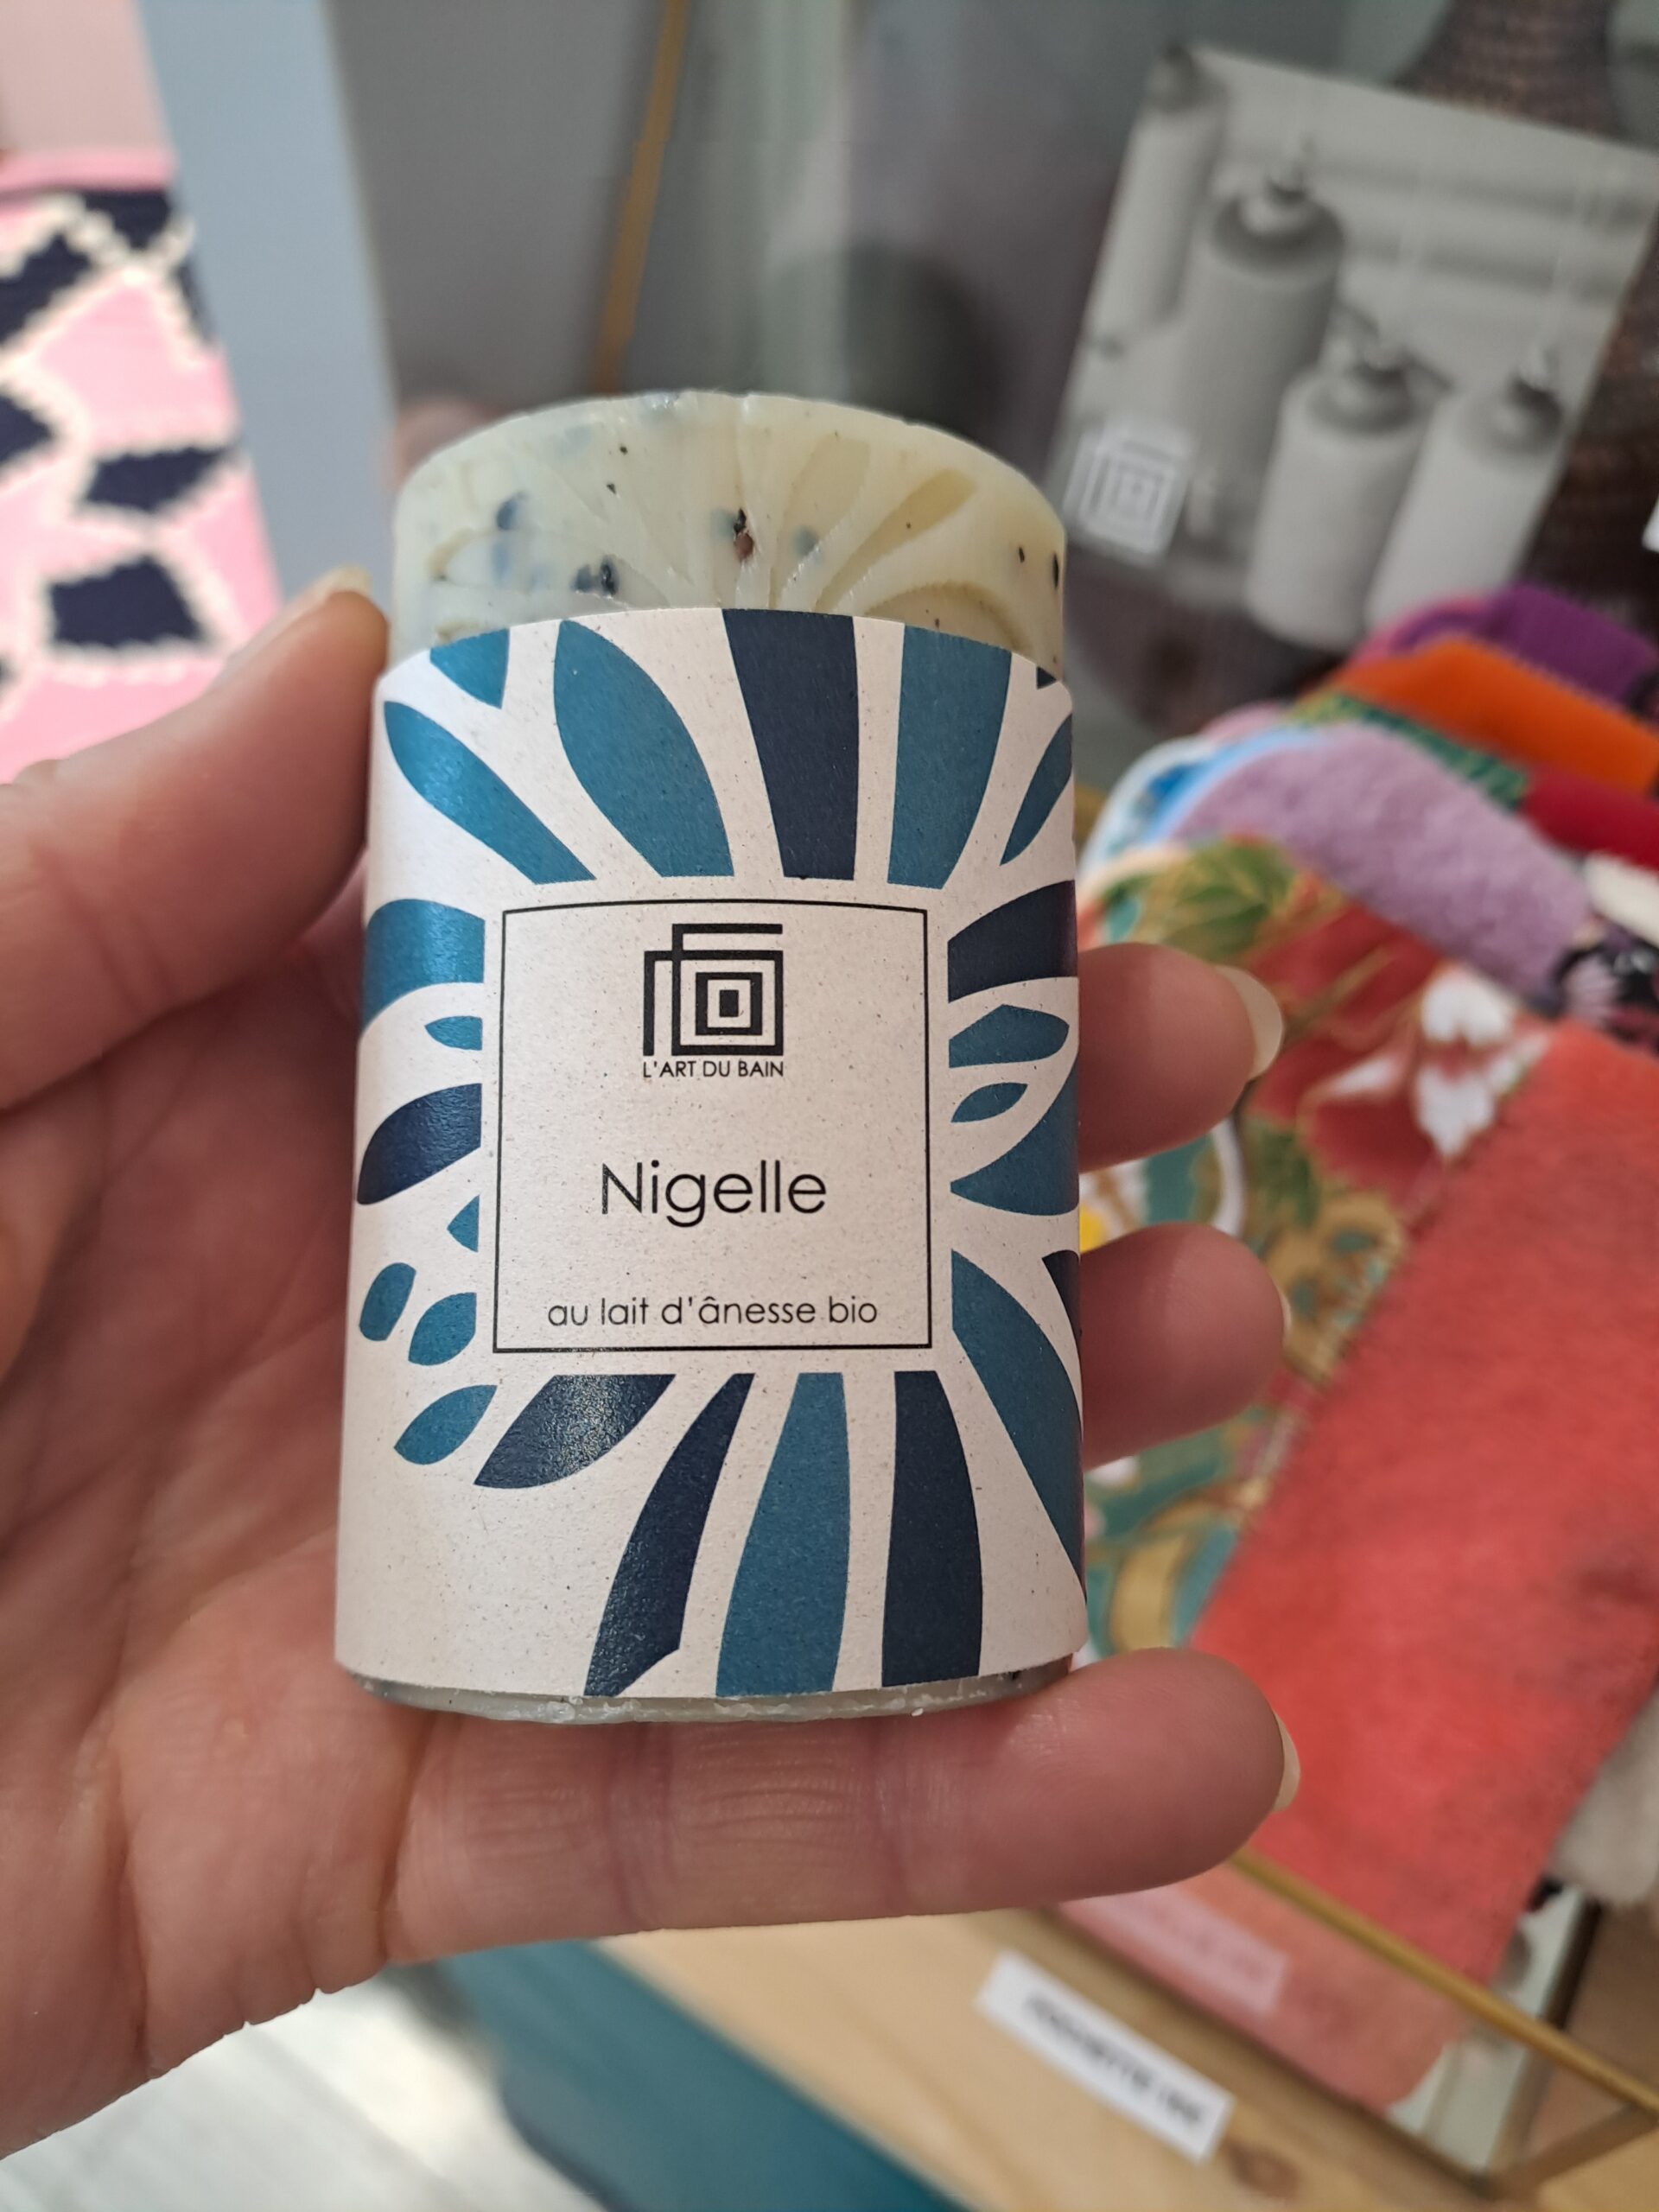 L'ART DU BAIN
Nigelle
au lait d'ânesse bio